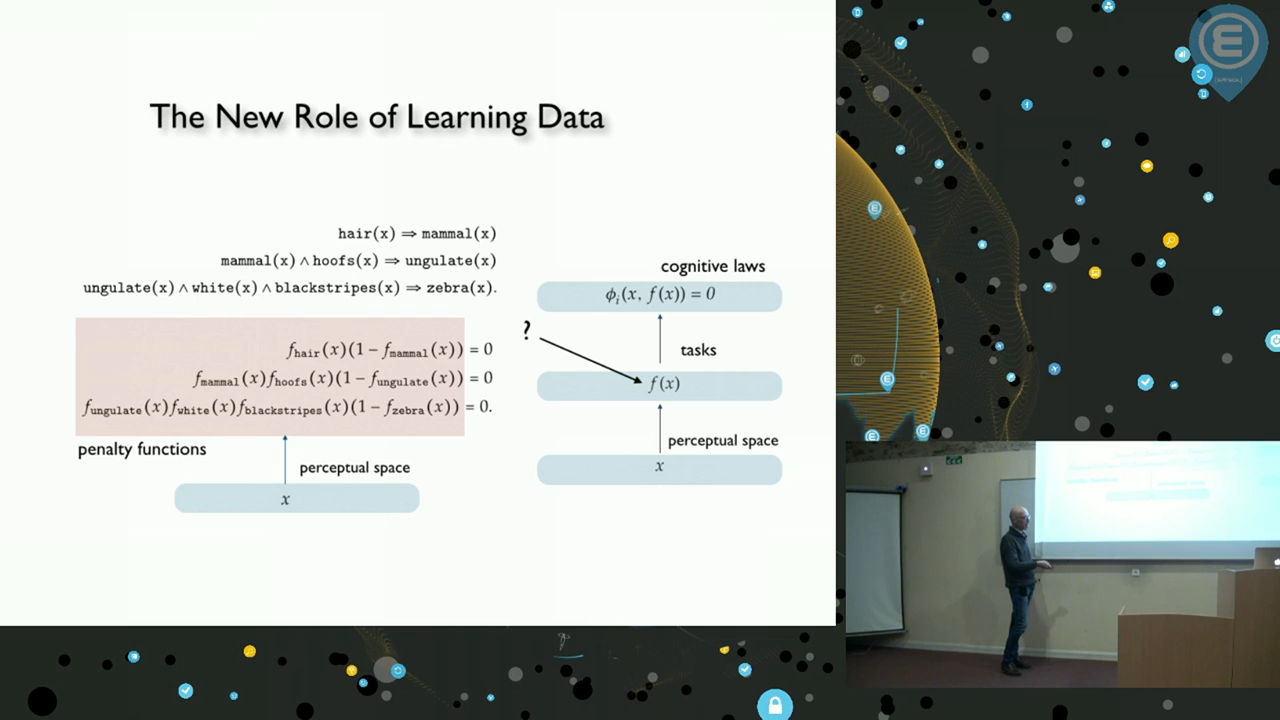 The New Role of Learning Data
hair(x) ⇒ mammal(x)
mammal(x) ∧ hoofs(x) ⇒ ungulate(x)
ungulate(x) ∧ white(x) ∧ blackstripes(x) ⇒ zebra(x).
f_hair(x)(1 − f_mammal(x)) = 0
f_mammal(x)f_hoofs(x)(1 − f_ungulate(x)) = 0
f_ungulate(x)f_white(x)f_blackstripes(x)(1 − f_zebra(x)) = 0.
penalty functions
perceptual space
x
cognitive laws
ϕ_i(x, f(x)) = 0
?
tasks
f(x)
perceptual space
x